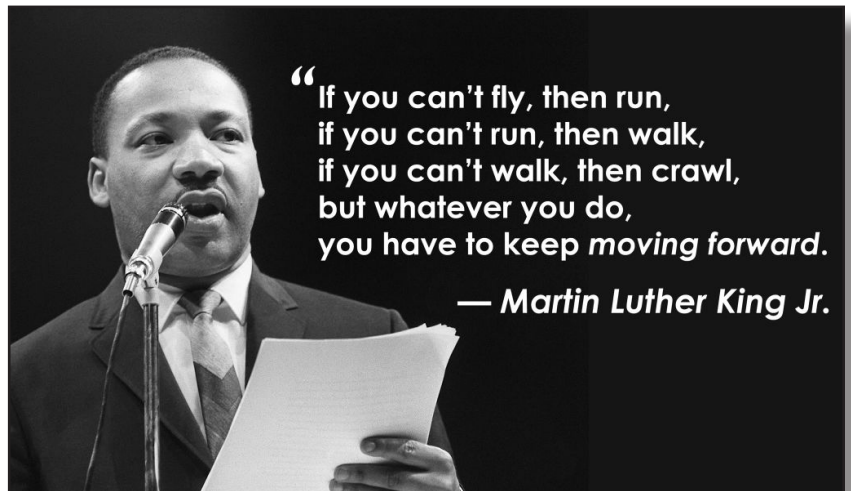 “If you can’t fly, then run,
if you can’t run, then walk,
if you can’t walk, then crawl,
but whatever you do,
you have to keep moving forward.
— Martin Luther King Jr.